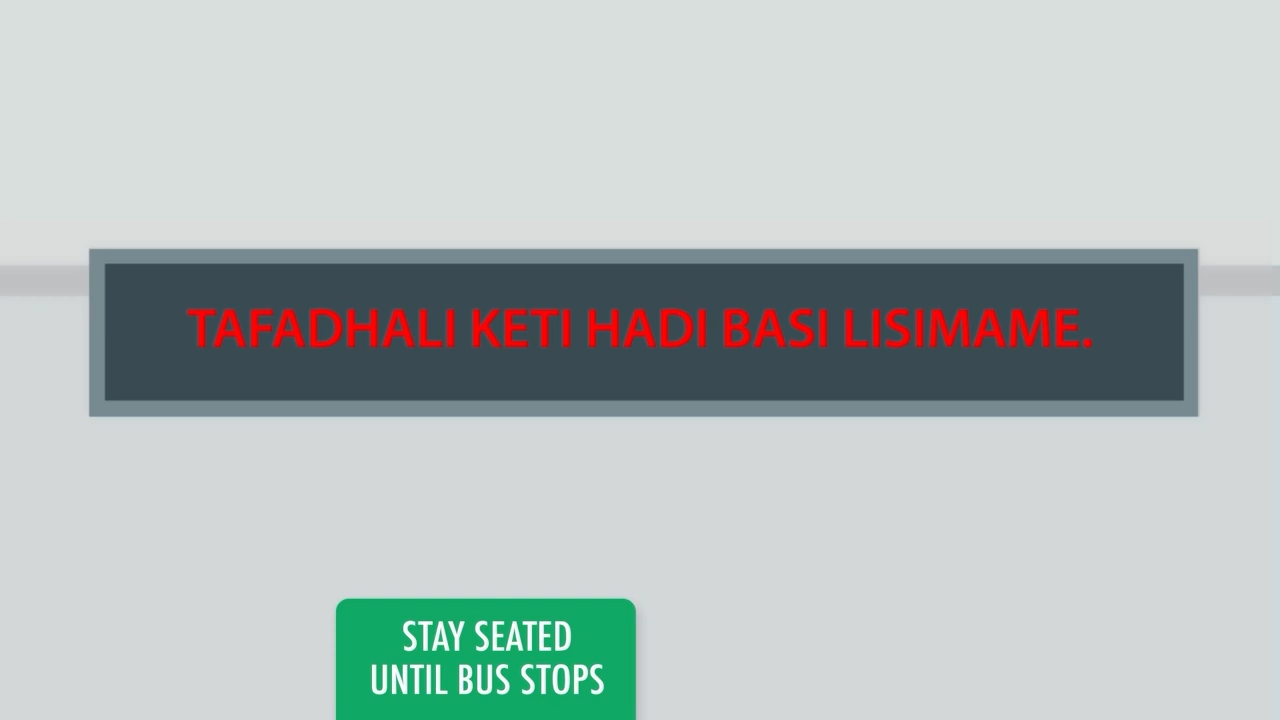 TAFADHALI KETI HADI BASI LISIMAME.
STAY SEATED
UNTIL BUS STOPS